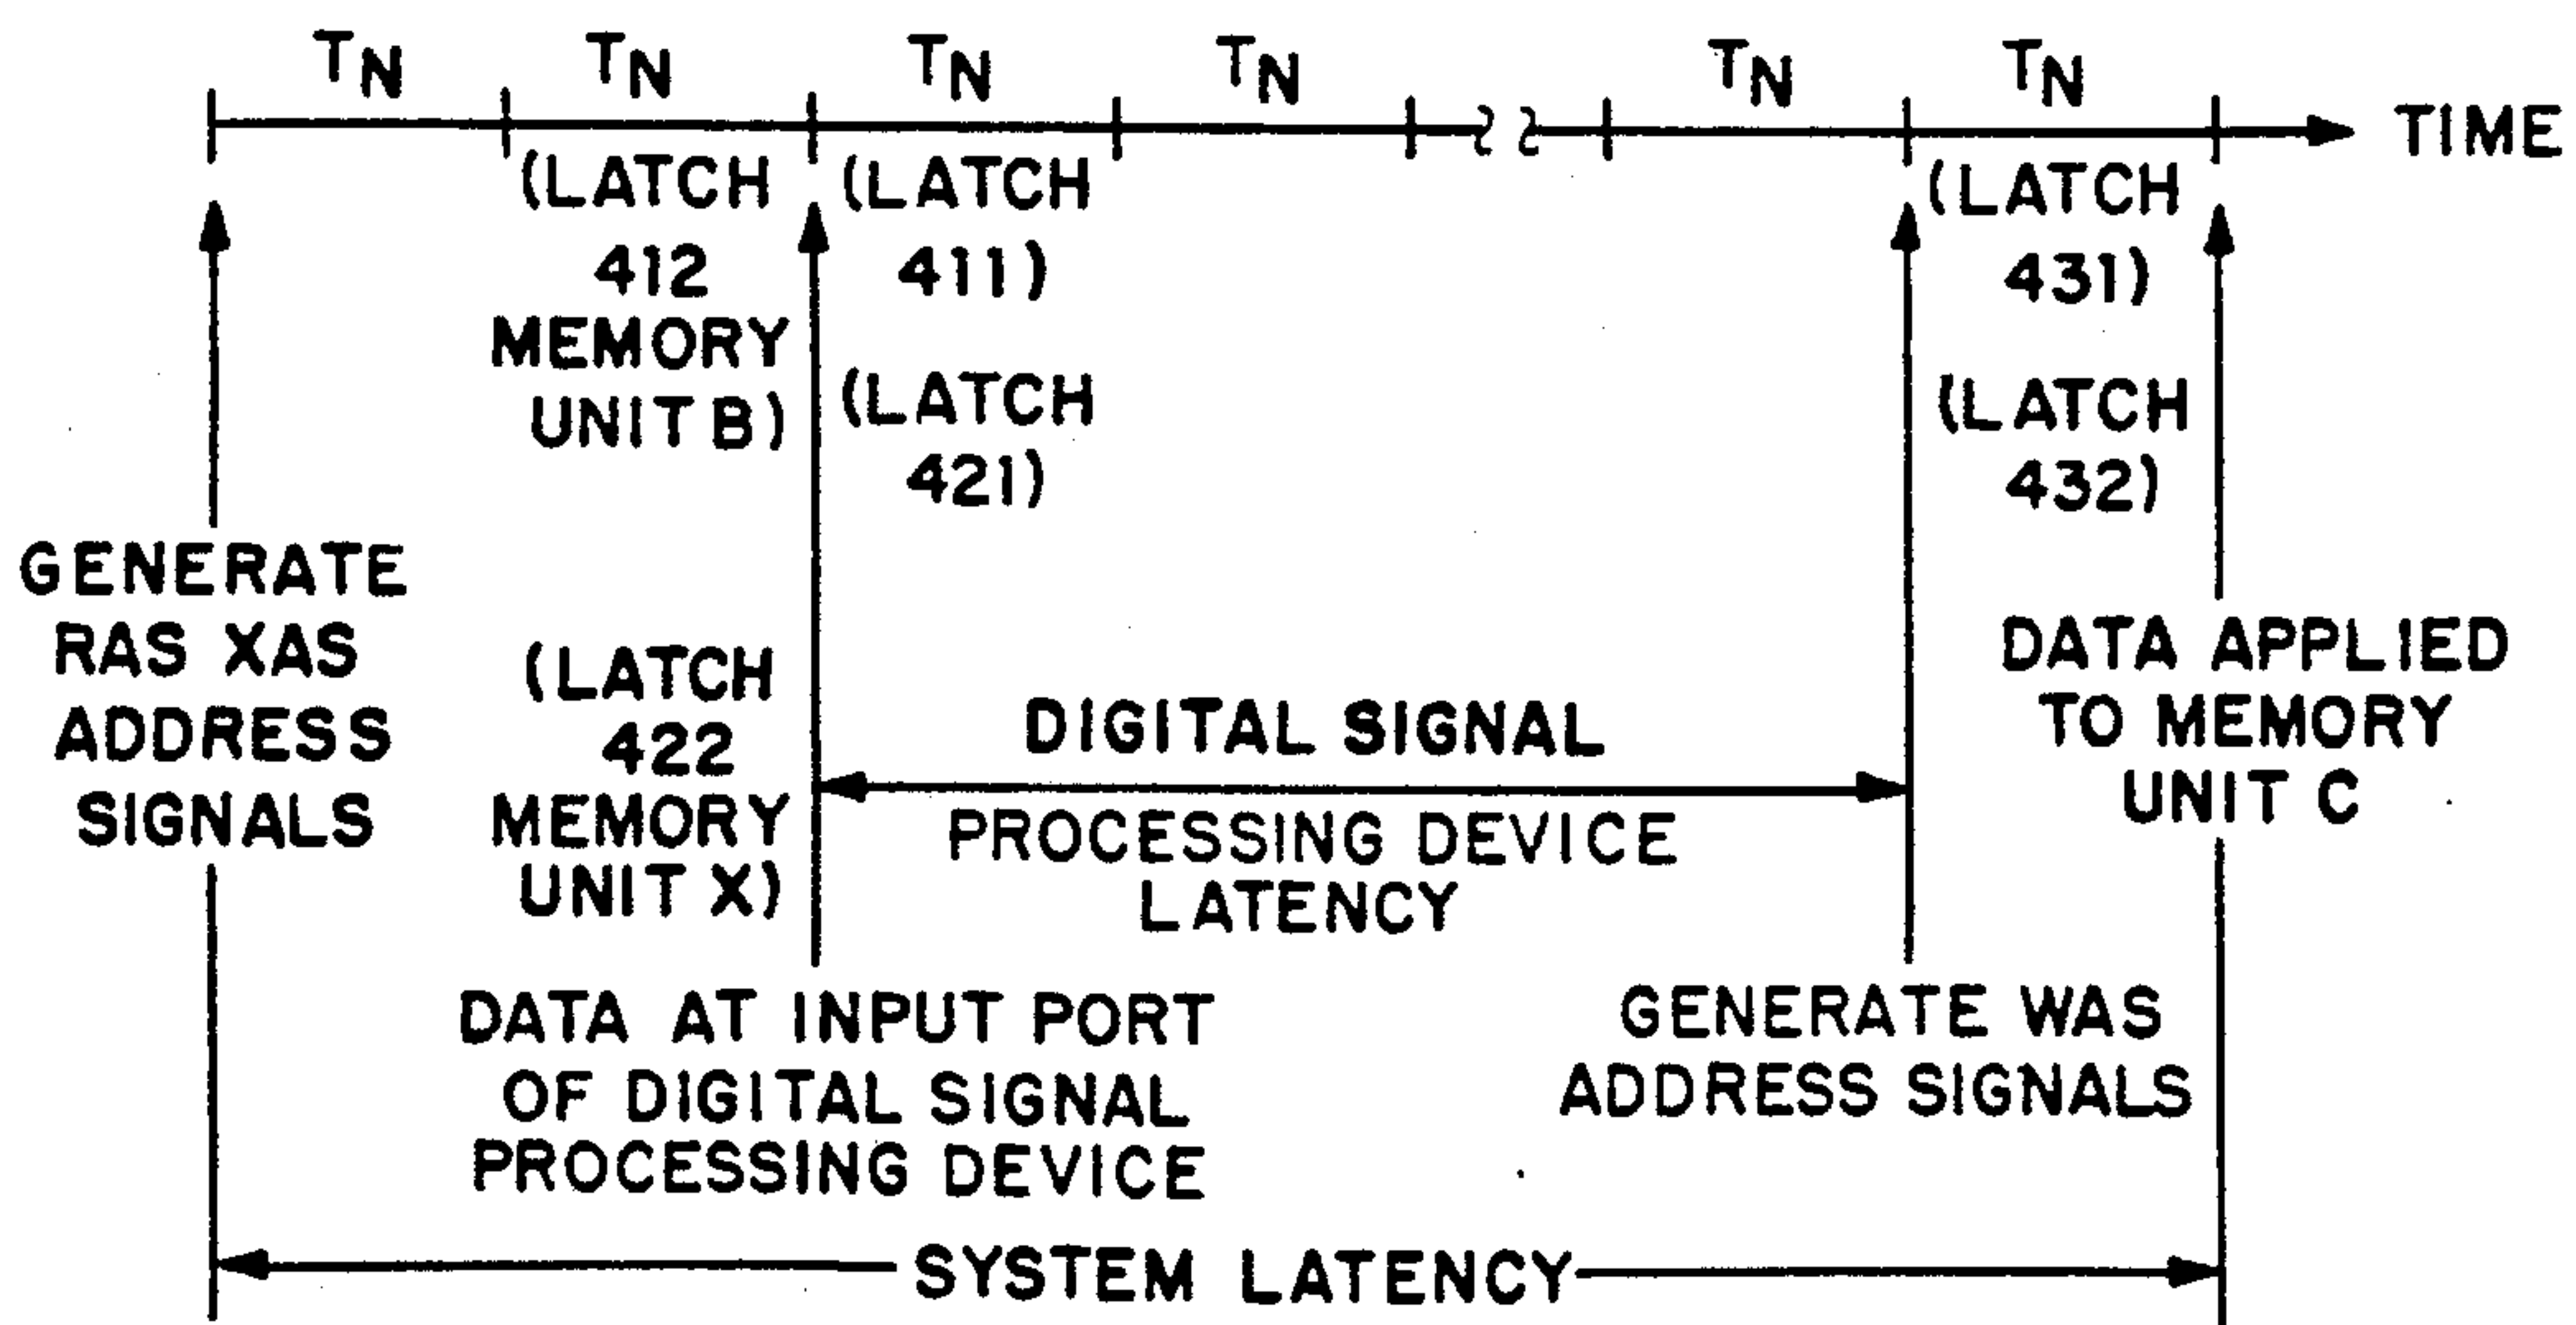 TN TN TN TN TN TN
TIME
(LATCH
412
MEMORY
UNIT B)
(LATCH
411)
(LATCH
421)
(LATCH
431)
(LATCH
432)
GENERATE
RAS XAS
ADDRESS
SIGNALS
(LATCH
422
MEMORY
UNIT X)
DIGITAL SIGNAL
PROCESSING DEVICE
LATENCY
DATA APPLIED
TO MEMORY
UNIT C
DATA AT INPUT PORT
OF DIGITAL SIGNAL
PROCESSING DEVICE
GENERATE WAS
ADDRESS SIGNALS
SYSTEM LATENCY